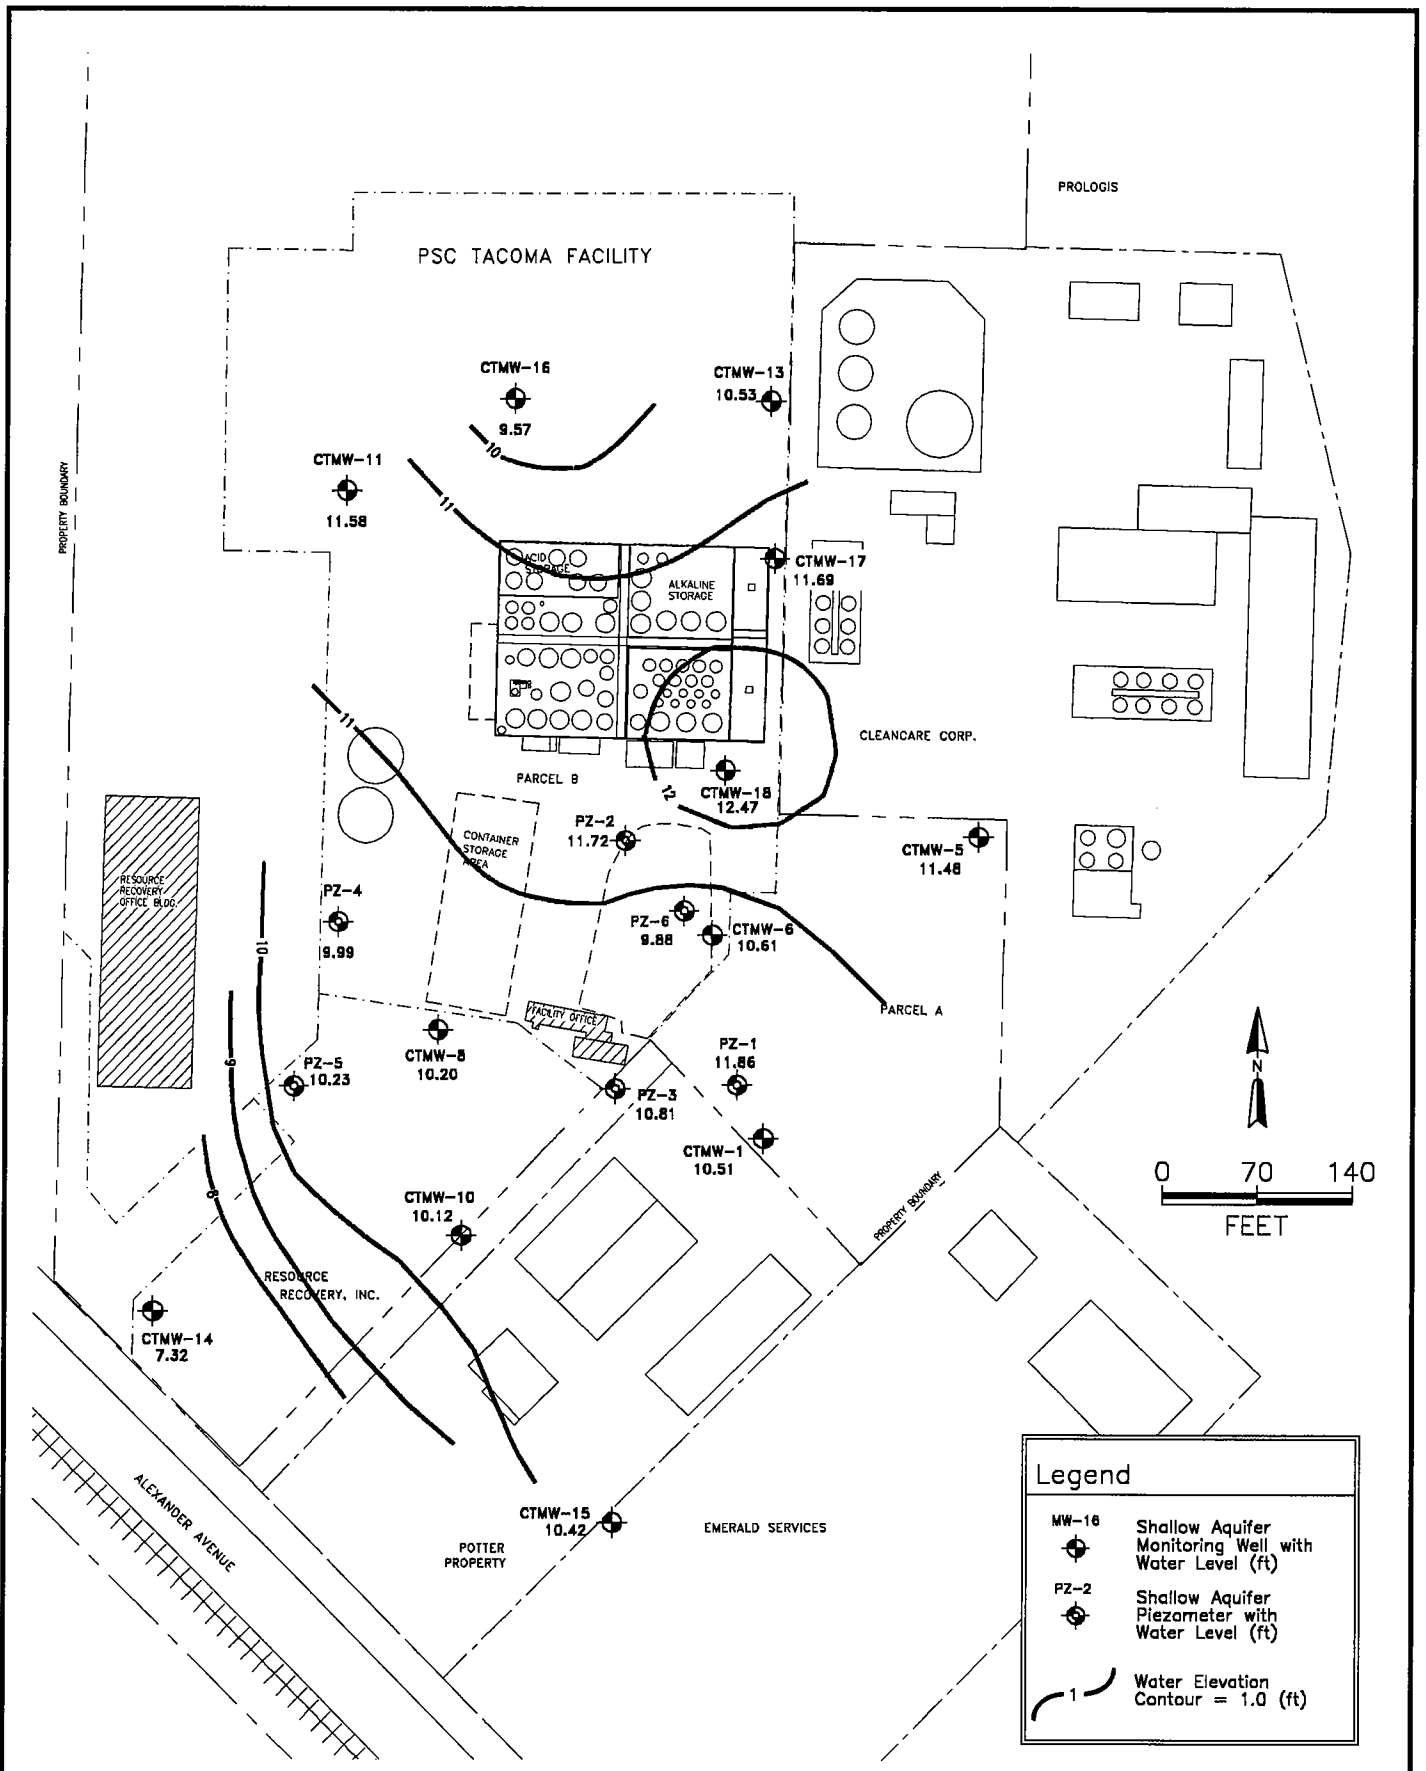 PROLOGIS
PSC TACOMA FACILITY
CTMW-16
9.57
CTMW-13
10.53
10
CTMW-11
11.58
11
PROPERTY BOUNDARY
ACID
STORAGE
ALKALINE
STORAGE
CTMW-17
11.69
11
CLEANCARE CORP.
PARCEL B
12
CTMW-18
12.47
PZ-2
11.72
CONTAINER
STORAGE
AREA
CTMW-5
11.48
RESOURCE
RECOVERY
OFFICE BLDG.
PZ-4
9.99
PZ-6
9.88
CTMW-6
10.61
10
PARCEL A
FACILITY OFFICE
9
CTMW-8
10.20
PZ-5
10.23
PZ-1
11.86
PZ-3
10.81
CTMW-1
10.51
N
0 70 140
FEET
PROPERTY BOUNDARY
8
CTMW-10
10.12
RESOURCE
RECOVERY, INC.
CTMW-14
7.32
ALEXANDER AVENUE
CTMW-15
10.42
EMERALD SERVICES
POTTER
PROPERTY
Legend
MW-16
Shallow Aquifer
Monitoring Well with
Water Level (ft)
PZ-2
Shallow Aquifer
Piezometer with
Water Level (ft)
1
Water Elevation
Contour = 1.0 (ft)